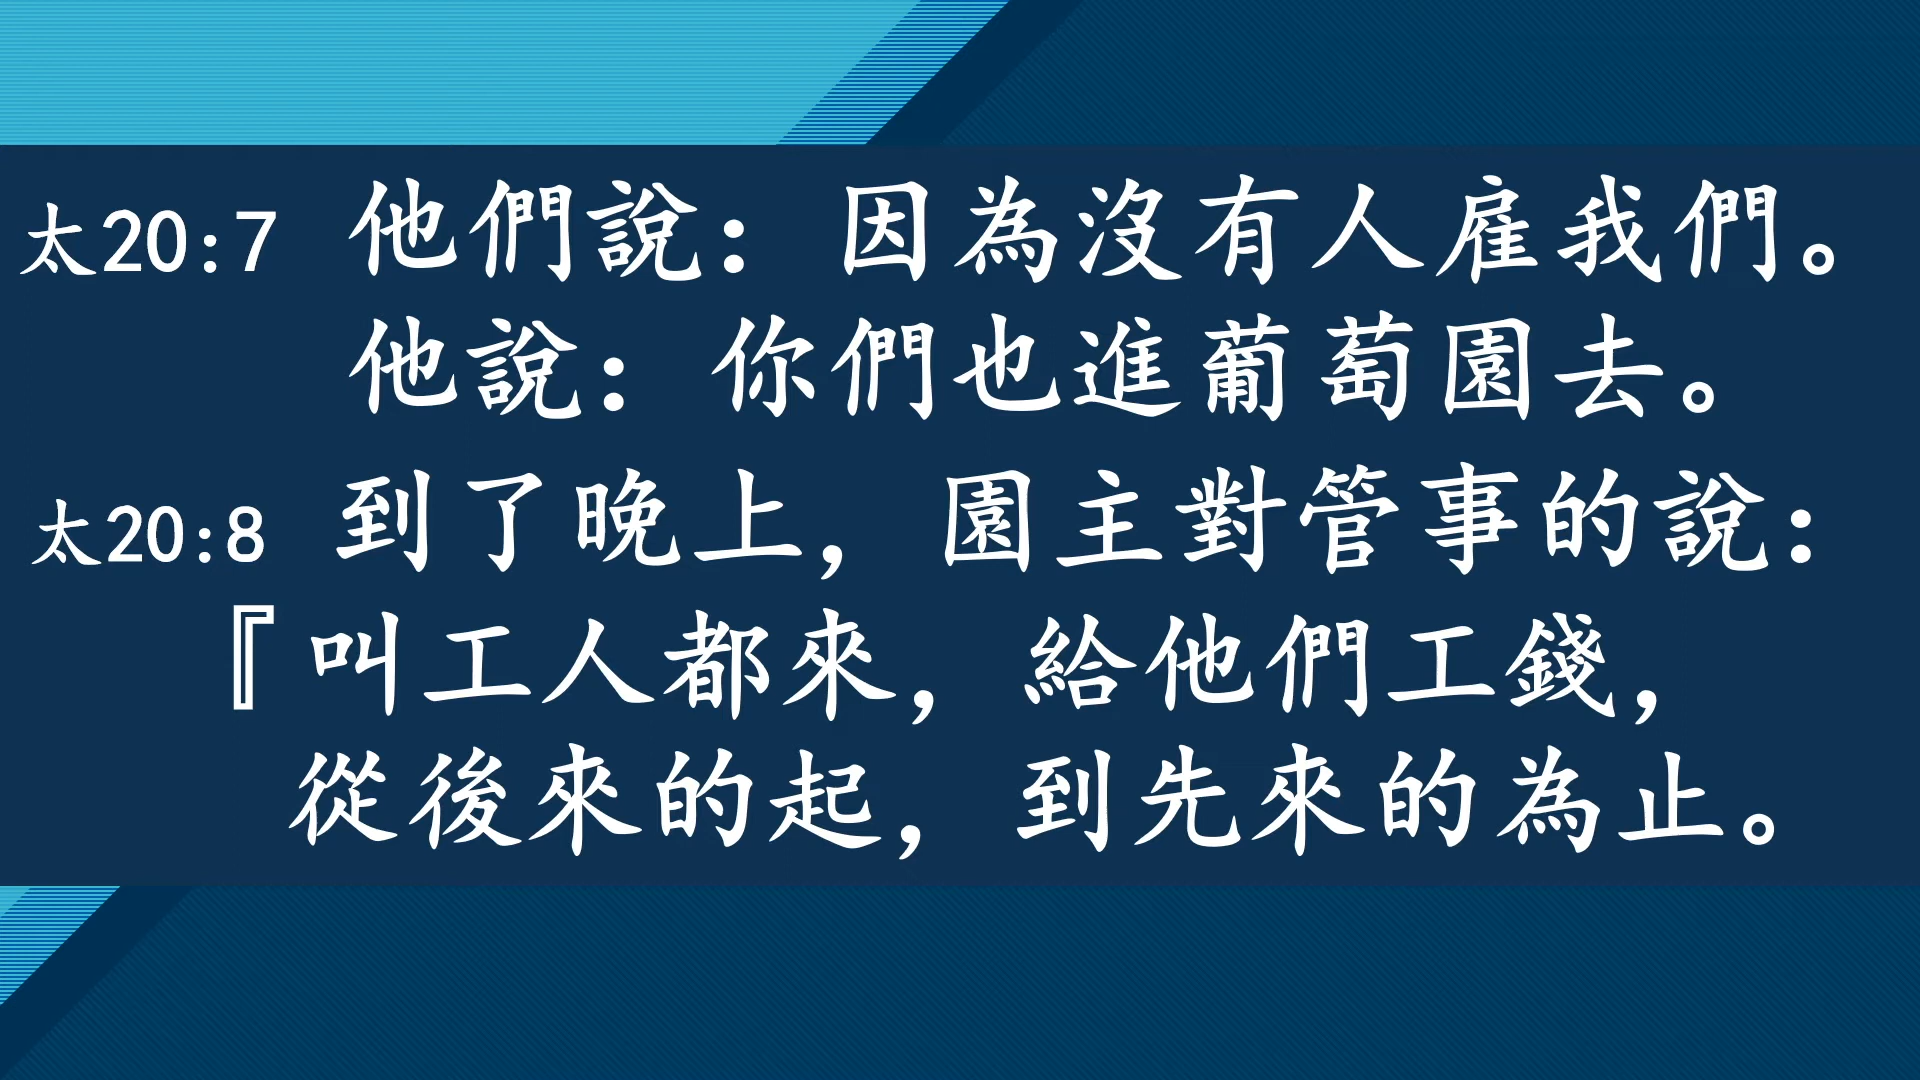 太20:7 他們說：因為沒有人雇我們。
他說：你們也進葡萄園去。
太20:8 到了晚上，園主對管事的說：
『叫工人都來，給他們工錢，
從後來的起，到先來的為止。